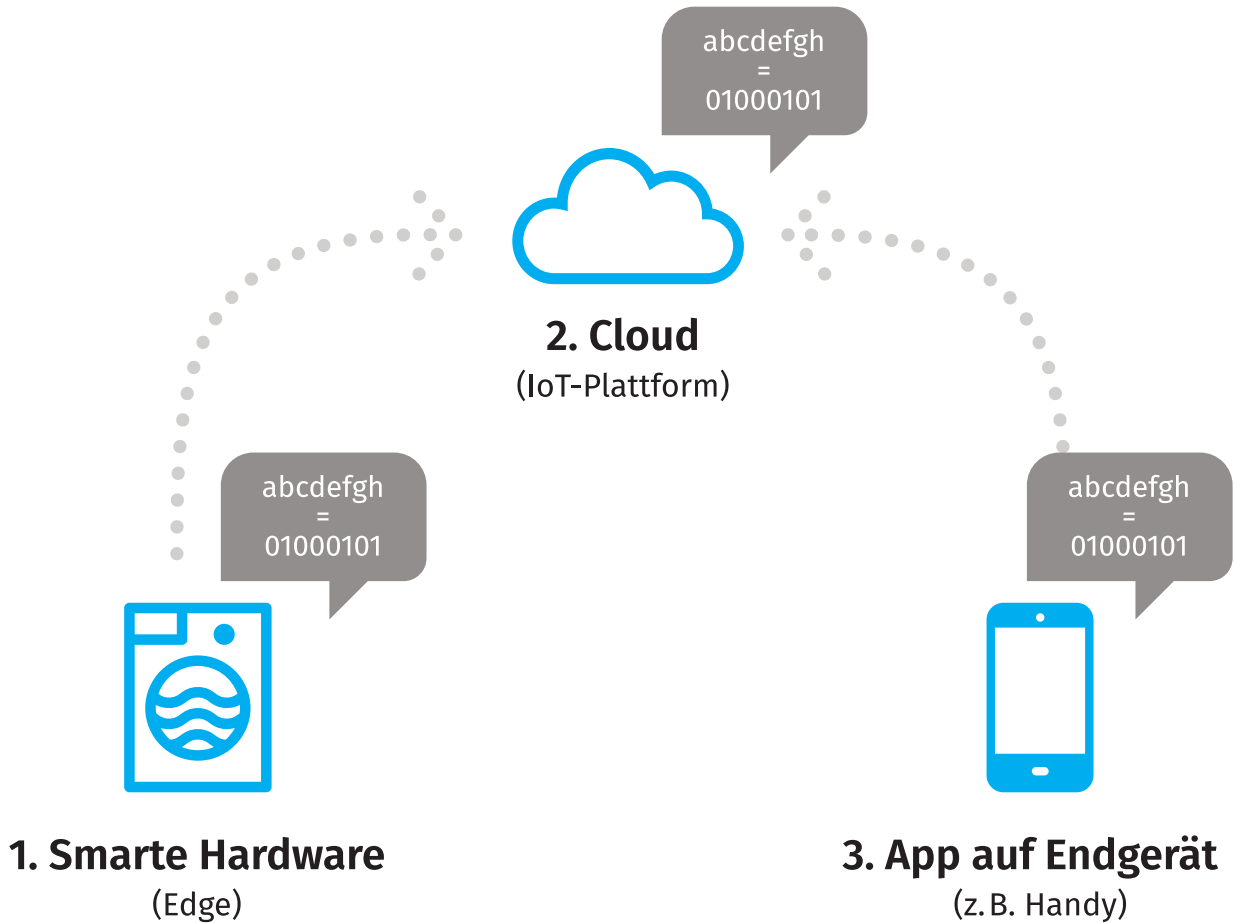 abcdefgh
=
01000101
2. Cloud
(IoT-Plattform)
abcdefgh
=
01000101
abcdefgh
=
01000101
1. Smarte Hardware
(Edge)
3. App auf Endgerät
(z. B. Handy)